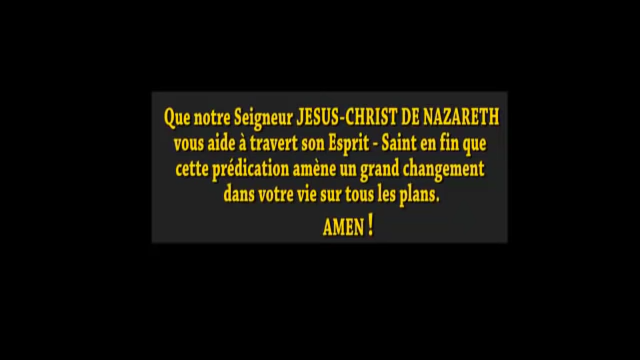 Que notre Seigneur JESUS-CHRIST DE NAZARETH
vous aide à travert son Esprit - Saint en fin que
cette prédication amène un grand changement
dans votre vie sur tous les plans.
AMEN !